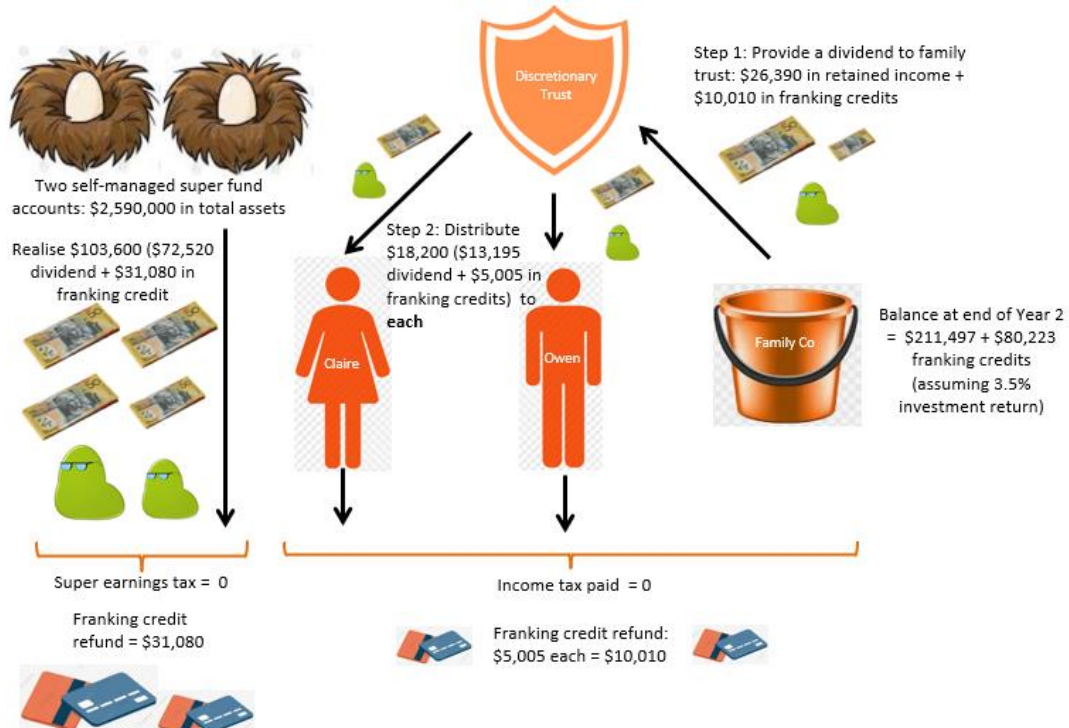 Discretionary
Trust
Step 1: Provide a dividend to family
trust: $26,390 in retained income +
$10,010 in franking credits
Two self-managed super fund
accounts: $2,590,000 in total assets
Realise $103,600 ($72,520
dividend + $31,080 in
franking credit
Step 2: Distribute
$18,200 ($13,195
dividend + $5,005 in
franking credits) to
each
Claire
Owen
Family Co
Balance at end of Year 2
= $211,497 + $80,223
franking credits
(assuming 3.5%
investment return)
Super earnings tax = 0
Franking credit
refund = $31,080
Income tax paid = 0
Franking credit refund:
$5,005 each = $10,010